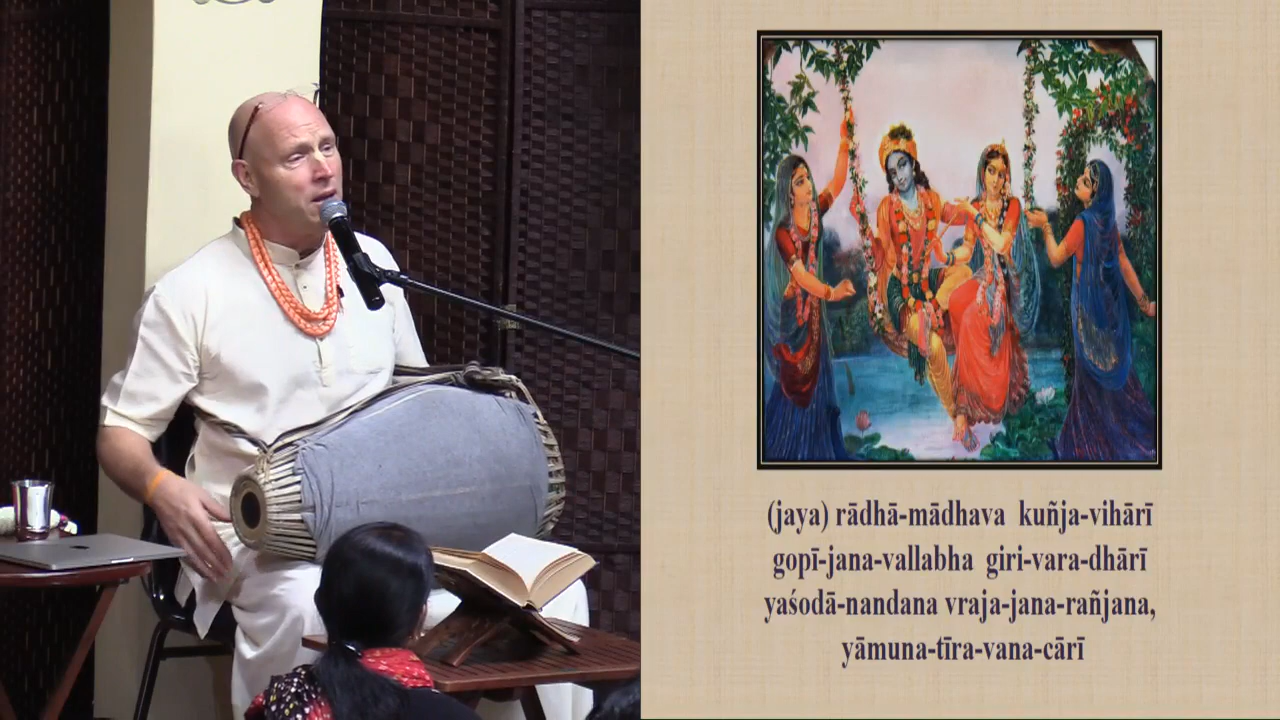 (jaya) rādhā-mādhava kuñja-vihārī
gopī-jana-vallabha giri-vara-dhārī
yaśodā-nandana vraja-jana-rañjana,
yāmuna-tīra-vana-cārī